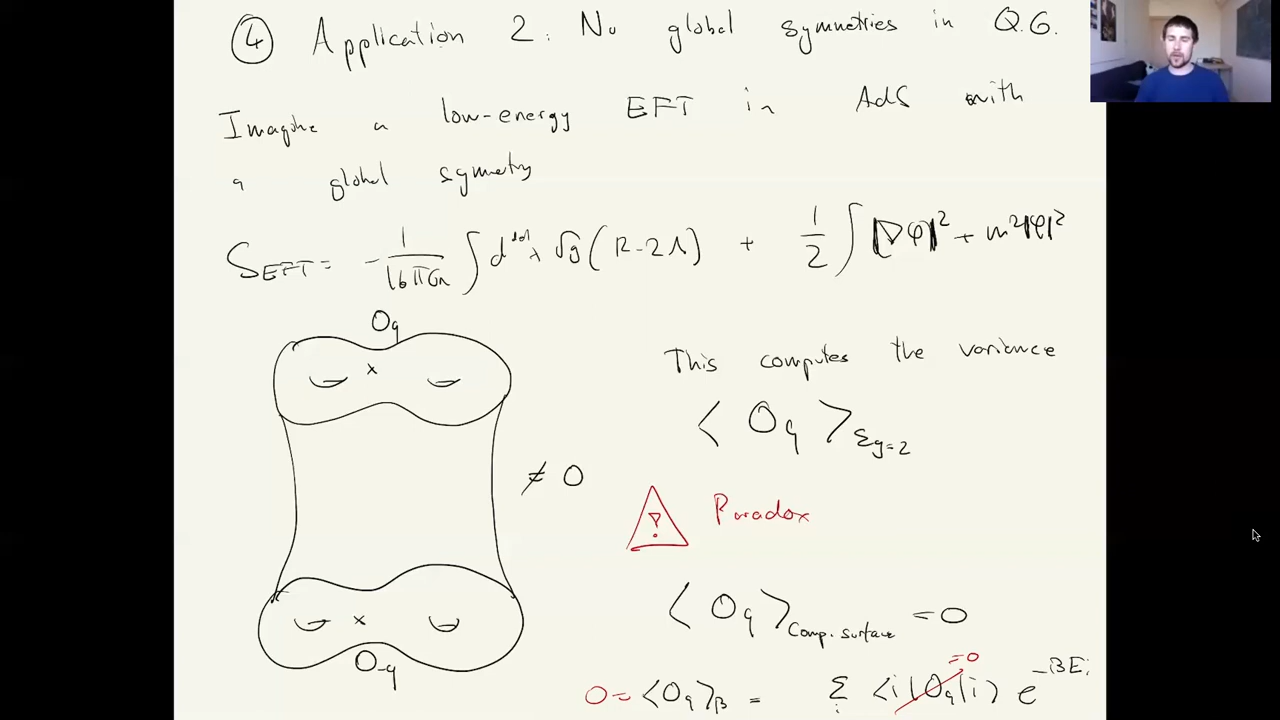 ④ Application 2: No global symmetries in Q.G.
Imagine a low-energy EFT in AdS with
a global symmetry
S_EFT = - 1/(16πG_N) ∫ d^{d+1}x √g (R-2Λ) + 1/2 ∫ |∇φ|² + m²|φ|²
O_q
This computes the variance
< O_q >_{Σg=2}
≠ 0
? Paradox
< O_q >_{Comp. surface} = 0
O_-q
=0
0 = <O_q>_β = Σ_i <i|O_q|i> e^{-βE_i}